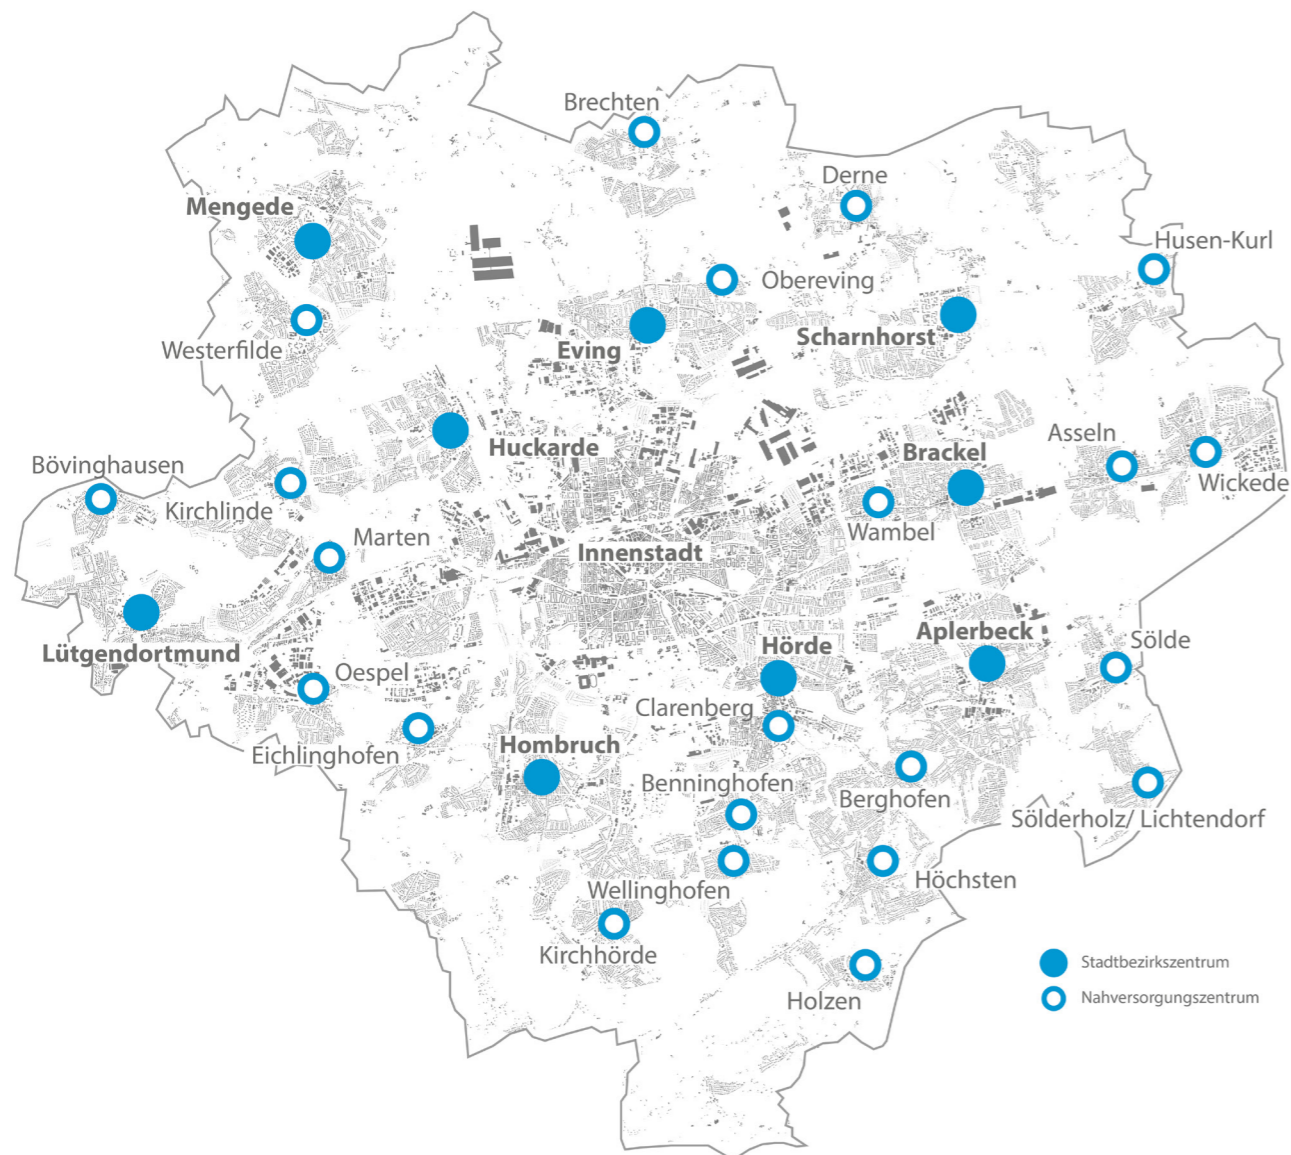 Brechten
Derne
Mengede
Husen-Kurl
Obereving
Scharnhorst
Westerfilde
Eving
Asseln
Huckarde
Brackel
Bövinghausen
Wickede
Kirchlinde
Wambel
Marten
Innenstadt
Aplerbeck
Sölde
Hörde
Lütgendortmund
Oespel
Clarenberg
Hombruch
Eichlinghofen
Benninghofen
Berghofen
Sölderholz/ Lichtendorf
Höchsten
Wellinghofen
Kirchhörde
Stadtbezirkszentrum
Nahversorgungszentrum
Holzen